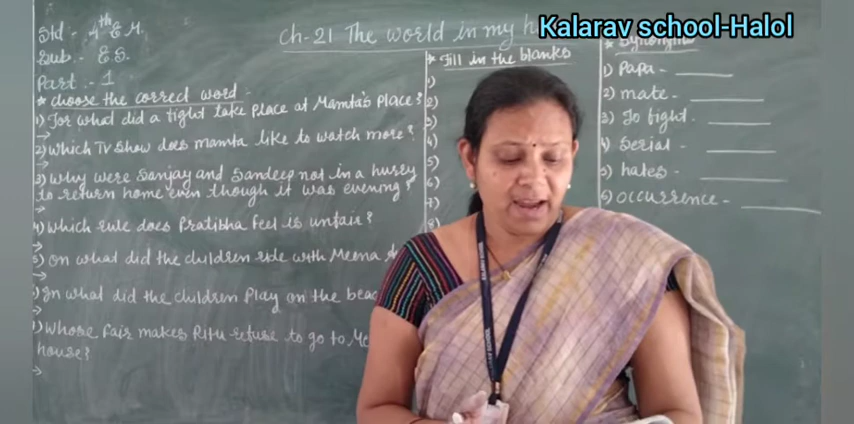 Std - 4th E.M.
Sub. - E.S.
Part - 1
Ch-21 The world in my h
Kalarav school-Halol
* choose the correct word
1) For what did a fight take place at Mamta's place?
→
2) Which TV show does mamta like to watch more?
→
3) Why were Sanjay and Sandeep not in a hurry
to return home even though it was evening?
→
4) Which rule does Pratibha feel is unfair?
→
5) On what did the children ride with Meena
→
) In what did the children Play on the beac
→
) Whose fair makes Ritu refuse to go to Me
house?
→
* Fill in the blanks
1)
2)
3)
4)
5)
6)
7)
8)
1) Papa -
2) mate -
3) To fight -
4) Serial -
5) hates -
6) occurrence -